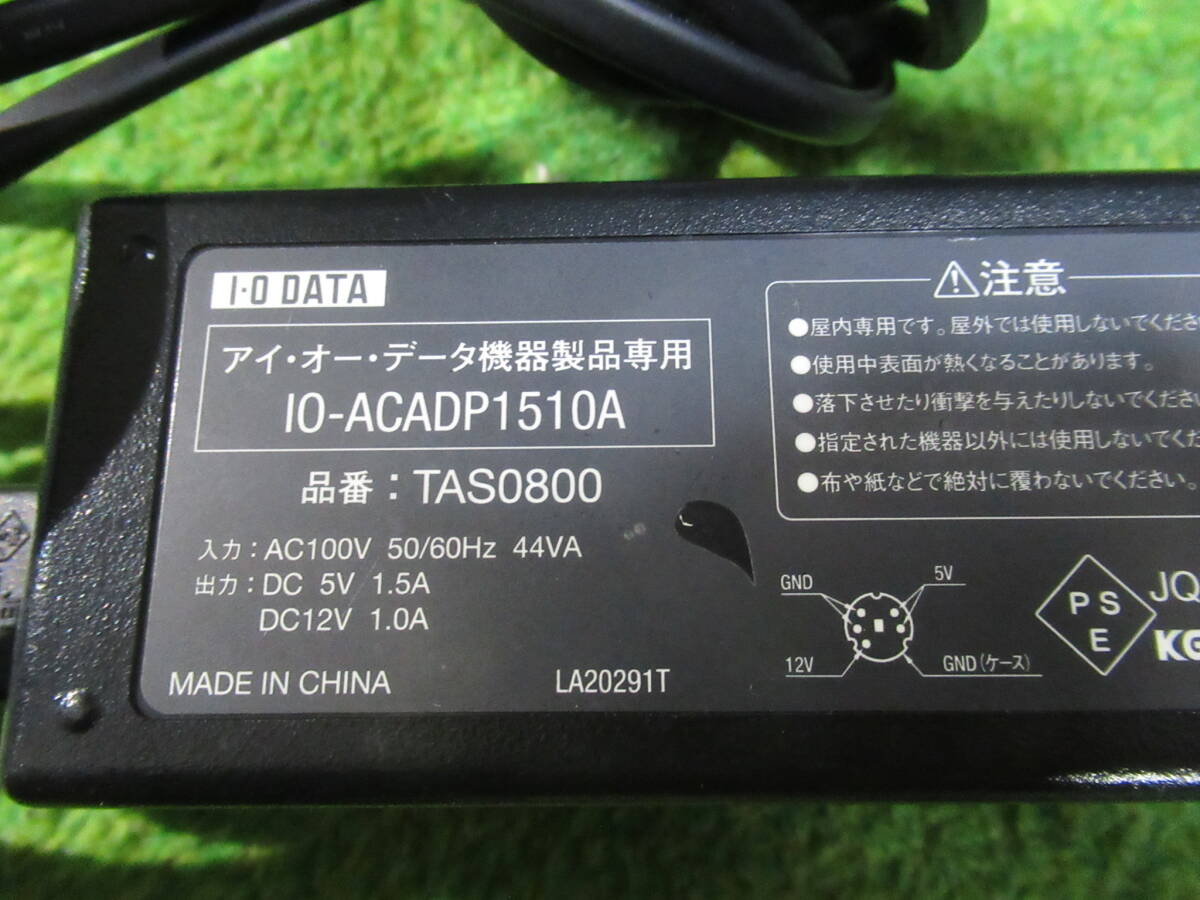 I·O DATA
アイ・オー・データ機器製品専用
IO-ACADP1510A
品番：TAS0800
入力：AC100V 50/60Hz 44VA
出力：DC 5V 1.5A
DC12V 1.0A
MADE IN CHINA LA20291T
⚠注意
●屋内専用です。屋外では使用しないでくださ
●使用中表面が熱くなることがあります。
●落下させたり衝撃を与えたりしないでくださ
●指定された機器以外には使用しないでくだ
●布や紙などで絶対に覆わないでください。
GND 5V
12V GND（ケース）
PS
E
JQ
KG